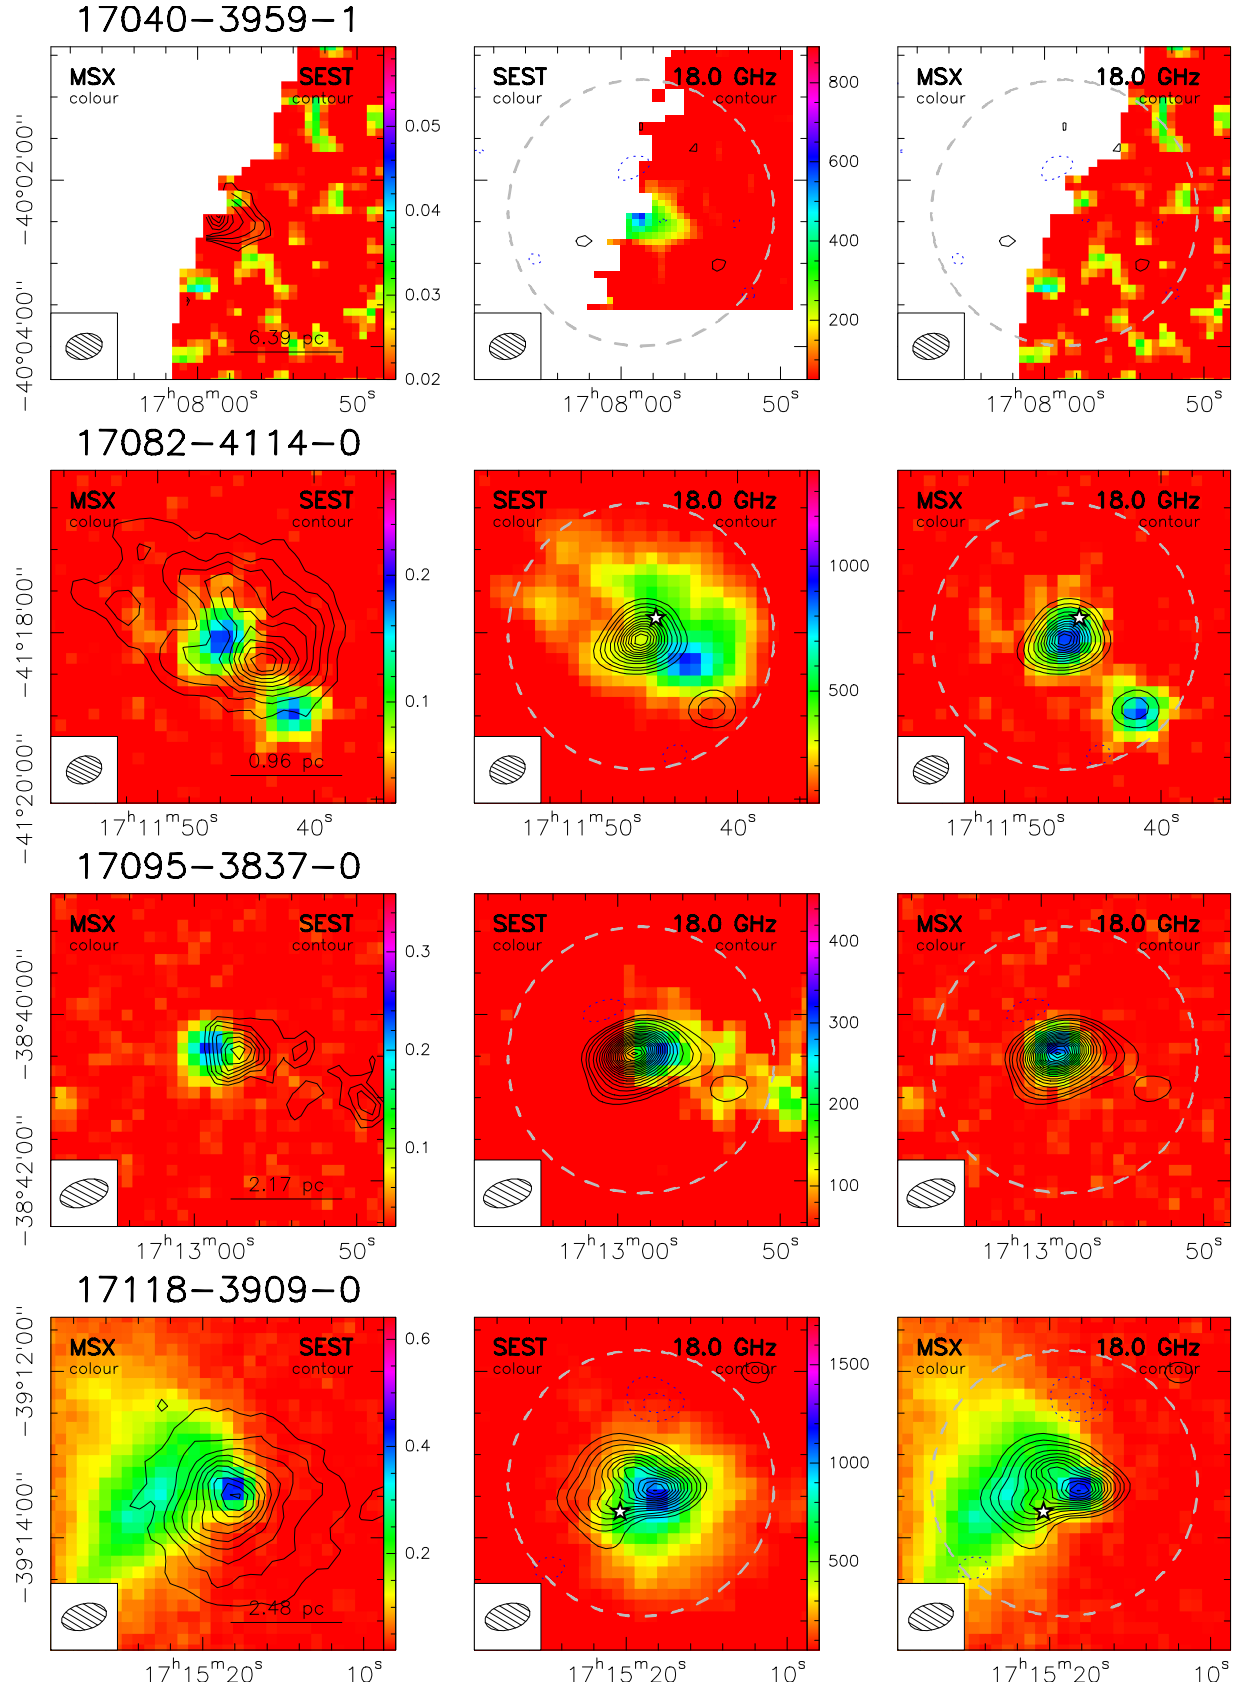 17040−3959−1
MSX SEST SEST 18.0 GHz MSX 18.0 GHz
colour contour colour contour colour contour
−40°02'00" 0.05 800
0.04 600
0.03 400
−40°04'00" 6.39 pc 200
0.02
17ʰ08ᵐ00ˢ 50ˢ 17ʰ08ᵐ00ˢ 50ˢ 17ʰ08ᵐ00ˢ 50ˢ
17082−4114−0
MSX SEST SEST 18.0 GHz MSX 18.0 GHz
colour contour colour contour colour contour
−41°18'00" 0.2 1000
0.1 500
−41°20'00" 0.96 pc
17ʰ11ᵐ50ˢ 40ˢ 17ʰ11ᵐ50ˢ 40ˢ 17ʰ11ᵐ50ˢ 40ˢ
17095−3837−0
MSX SEST SEST 18.0 GHz MSX 18.0 GHz
colour contour colour contour colour contour
−38°40'00" 0.3 400
0.2 300
0.1 200
−38°42'00" 2.17 pc 100
17ʰ13ᵐ00ˢ 50ˢ 17ʰ13ᵐ00ˢ 50ˢ 17ʰ13ᵐ00ˢ 50ˢ
17118−3909−0
MSX SEST SEST 18.0 GHz MSX 18.0 GHz
colour contour colour contour colour contour
−39°12'00" 0.6 1500
0.4 1000
−39°14'00" 0.2 500
2.48 pc
17ʰ15ᵐ20ˢ 10ˢ 17ʰ15ᵐ20ˢ 10ˢ 17ʰ15ᵐ20ˢ 10ˢ